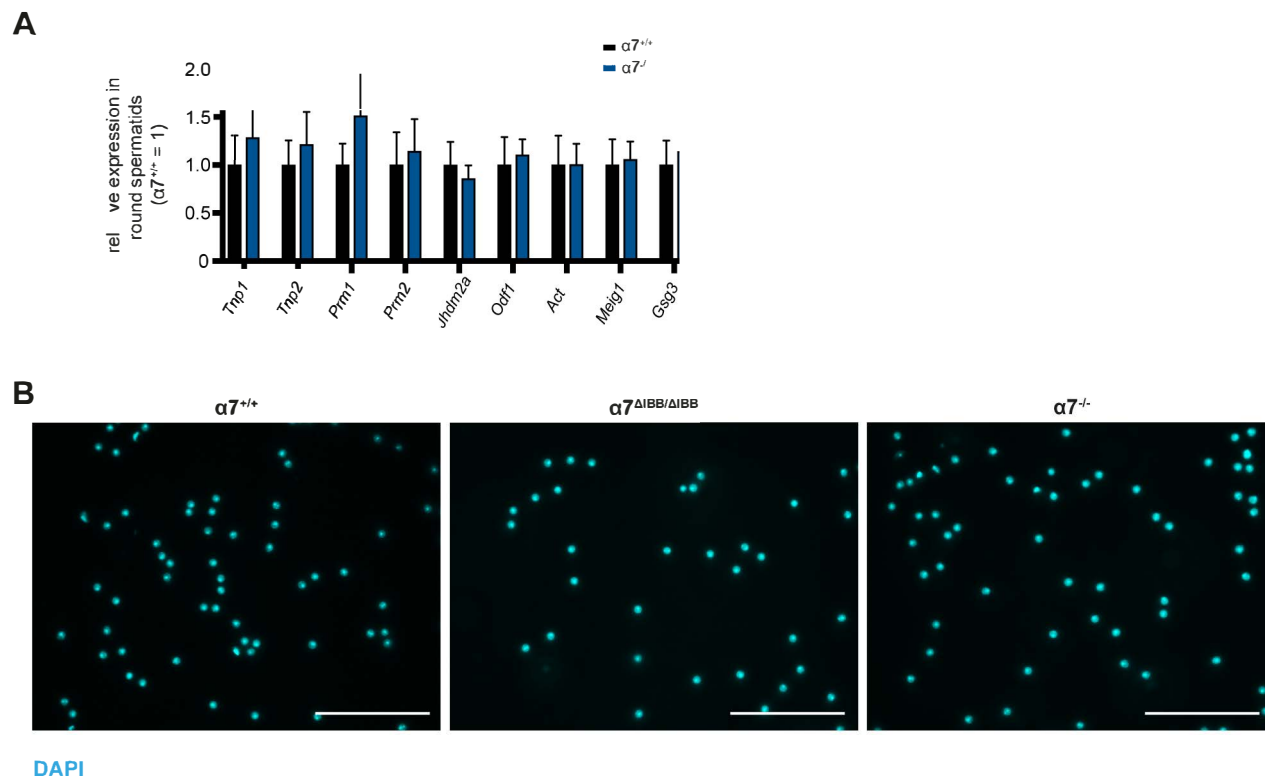 A
α7+/+
α7-/
2.0
1.5
1.0
0.5
0
rel ve expression in
round spermatids
(α7+/+ = 1)
Tnp1
Tnp2
Prm1
Prm2
Jhdm2a
Odf1
Act
Meig1
Gsg3
B
α7+/+
α7ΔIBB/ΔIBB
α7-/-
DAPI